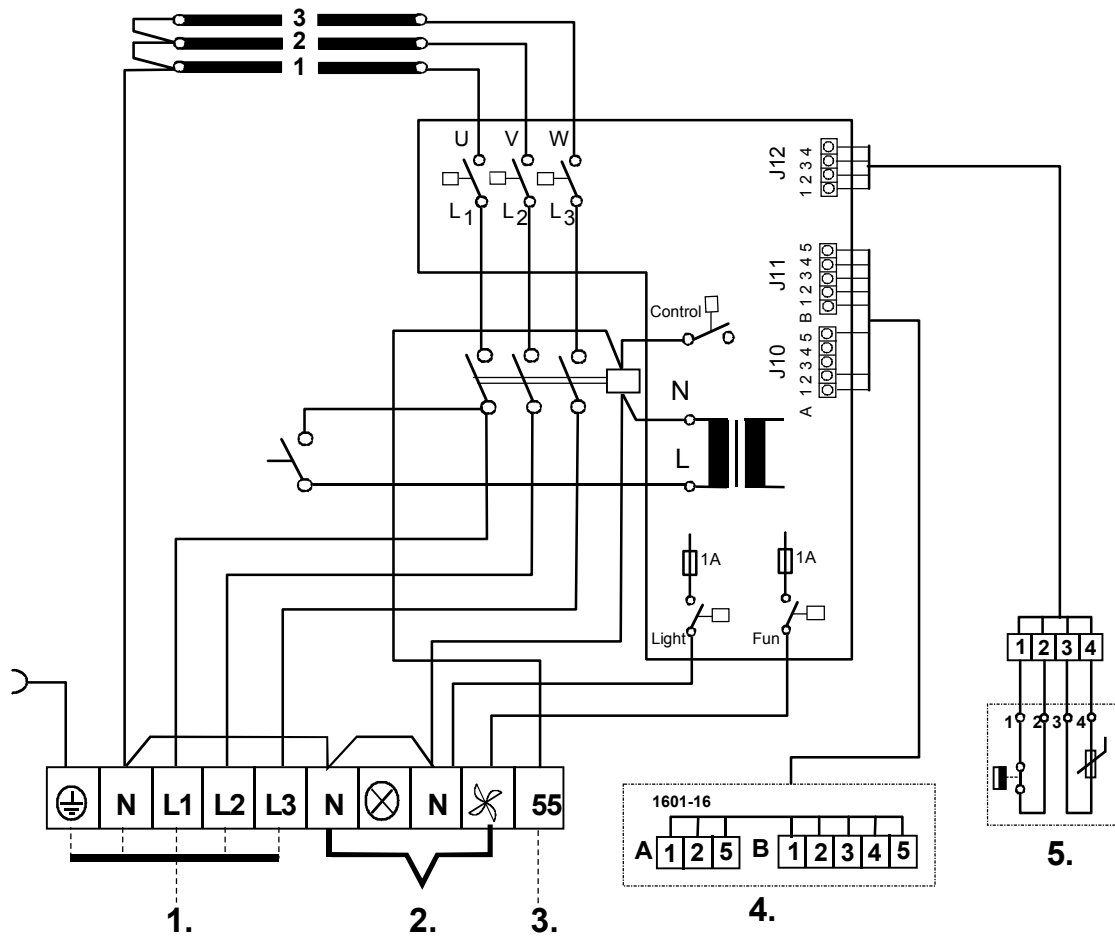 3
2
1
U V W
L1 L2 L3
J12
1 2 3 4
J11
B 1 2 3 4 5
J10
A 1 2 3 4 5
Control
N
L
1A 1A
Light Fun
N L1 L2 L3 N N 55
1. 2. 3.
1601-16
A 1 2 5 B 1 2 3 4 5
4.
1 2 3 4
1 2 3 4
5.